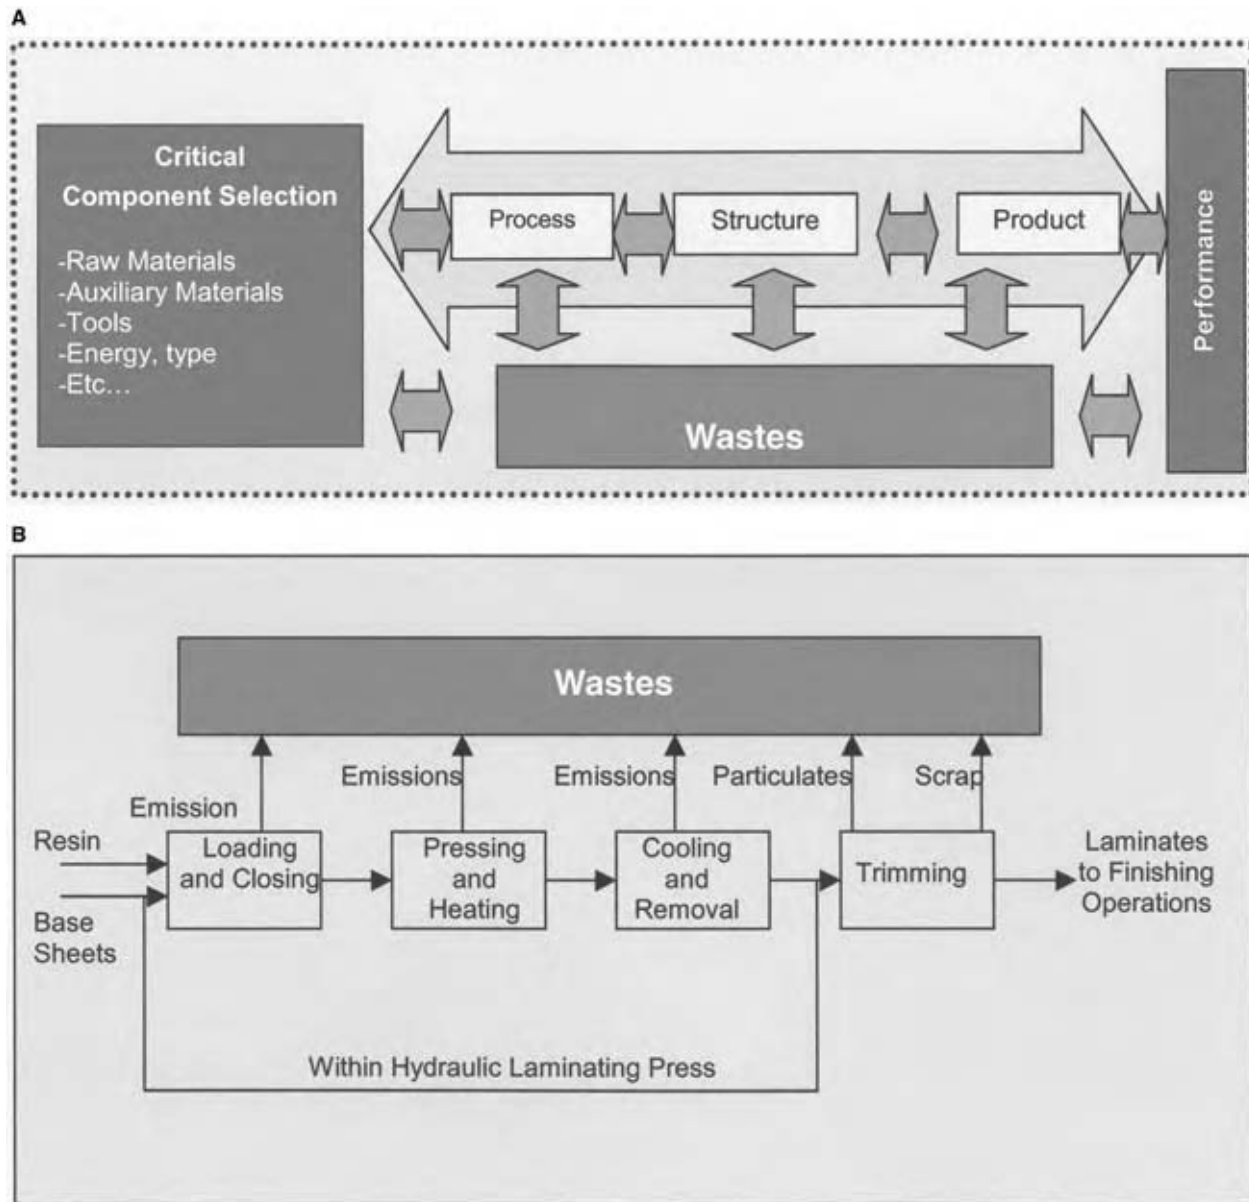 A
Critical
Component Selection
-Raw Materials
-Auxiliary Materials
-Tools
-Energy, type
-Etc...
Process
Structure
Product
Performance
Wastes
B
Wastes
Emission
Emissions
Emissions
Particulates
Scrap
Resin
Base
Sheets
Loading
and Closing
Pressing
and
Heating
Cooling
and
Removal
Trimming
Laminates
to Finishing
Operations
Within Hydraulic Laminating Press